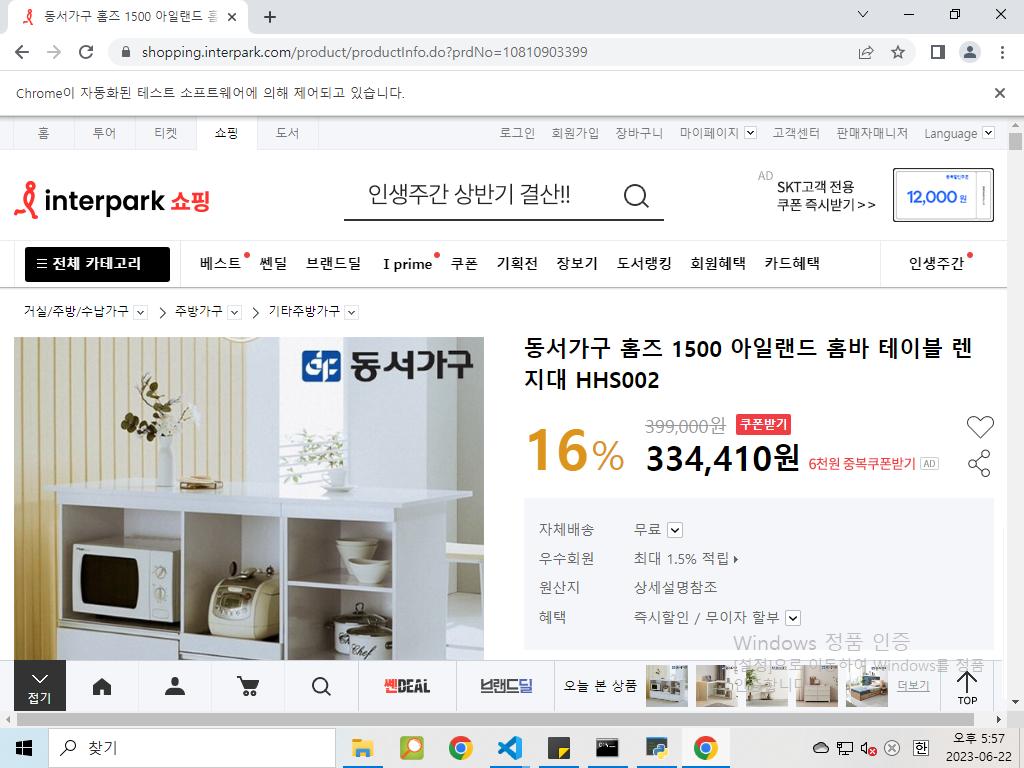 동서가구 홈즈 1500 아일랜드 홈
shopping.interpark.com/product/productInfo.do?prdNo=10810903399
Chrome이 자동화된 테스트 소프트웨어에 의해 제어되고 있습니다.
홈 투어 티켓 쇼핑 도서 로그인 회원가입 장바구니 마이페이지 고객센터 판매자매니저 Language
interpark 쇼핑
인생주간 상반기 결산!!
AD SKT고객 전용
쿠폰 즉시받기>>
12,000원
전체 카테고리 베스트 쎈딜 브랜드딜 I prime 쿠폰 기획전 장보기 도서랭킹 회원혜택 카드혜택 인생주간
거실/주방/수납가구 주방가구 기타주방가구
동서가구
Chef
동서가구 홈즈 1500 아일랜드 홈바 테이블 렌
지대 HHS002
399,000원 쿠폰받기
16% 334,410원 6천원 중복쿠폰받기 AD
자체배송 무료
우수회원 최대 1.5% 적립
원산지 상세설명참조
혜택 즉시할인 / 무이자 할부
Windows 정품 인증
[설정]으로 이동하여 Windows를 정품
접기 쎈DEAL 브랜드딜 오늘 본 상품 더보기 TOP
찾기
한
오후 5:57
2023-06-22